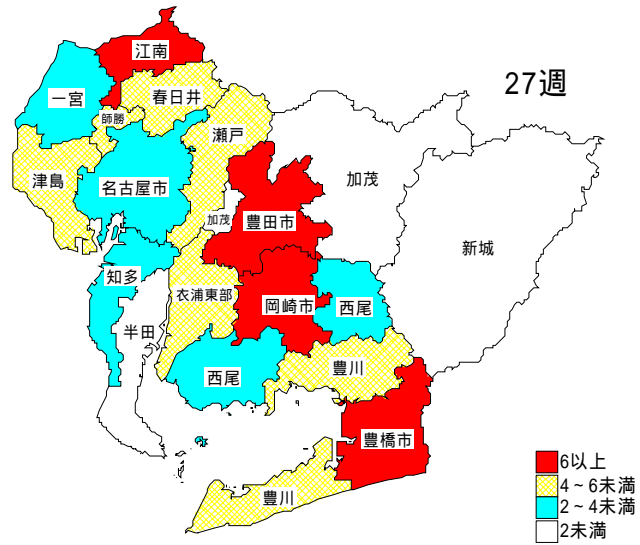 江南
27週
一宮
春日井
師勝
瀬戸
津島
名古屋市
加茂
加茂
豊田市
新城
知多
衣浦東部
岡崎市
西尾
半田
西尾
豊川
豊橋市
豊川
6以上
4～6未満
2～4未満
2未満